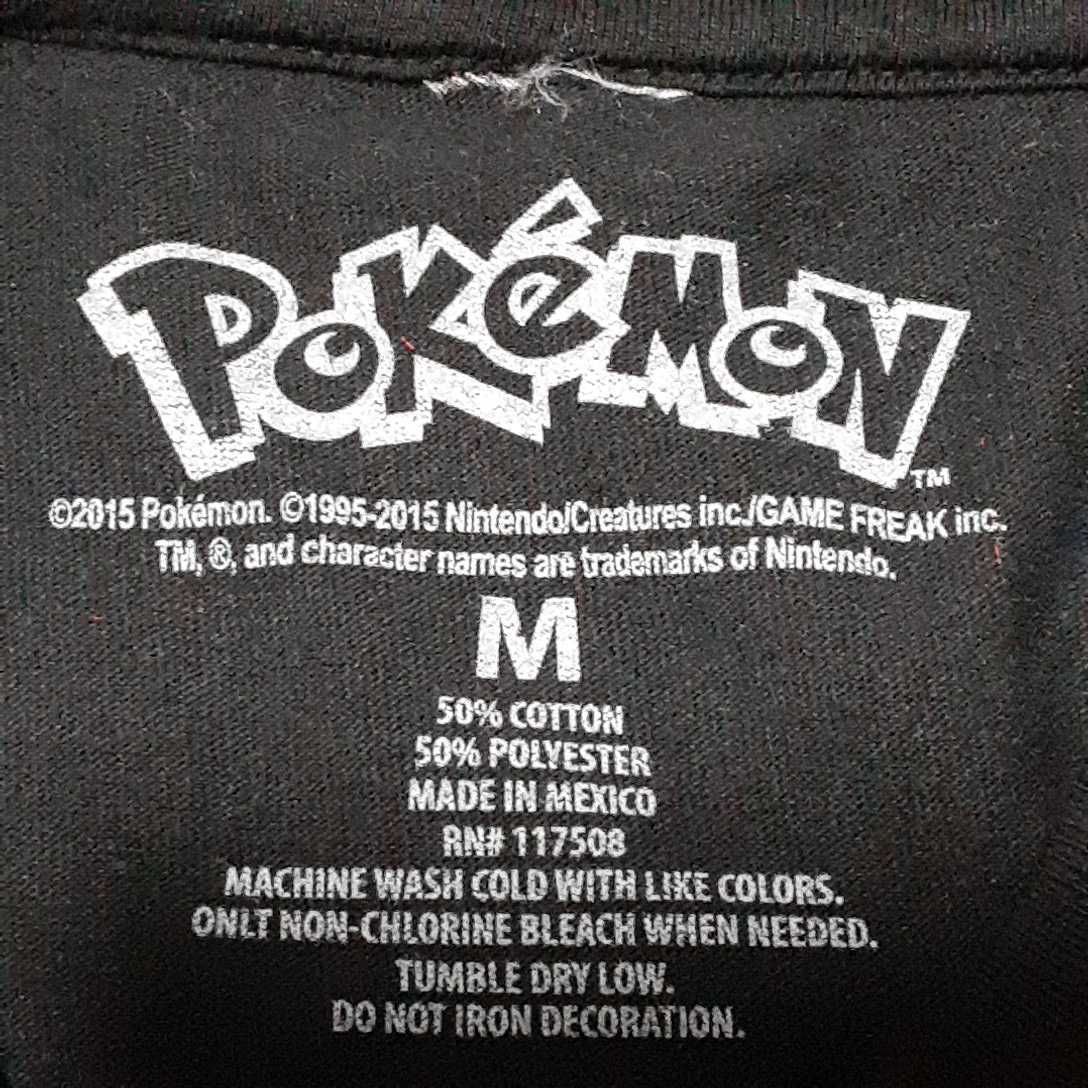 POKéMON TM
©2015 Pokémon. ©1995-2015 Nintendo/Creatures inc./GAME FREAK inc.
TM, ®, and character names are trademarks of Nintendo.
M
50% COTTON
50% POLYESTER
MADE IN MEXICO
RN# 117508
MACHINE WASH COLD WITH LIKE COLORS.
ONLY NON-CHLORINE BLEACH WHEN NEEDED.
TUMBLE DRY LOW.
DO NOT IRON DECORATION.